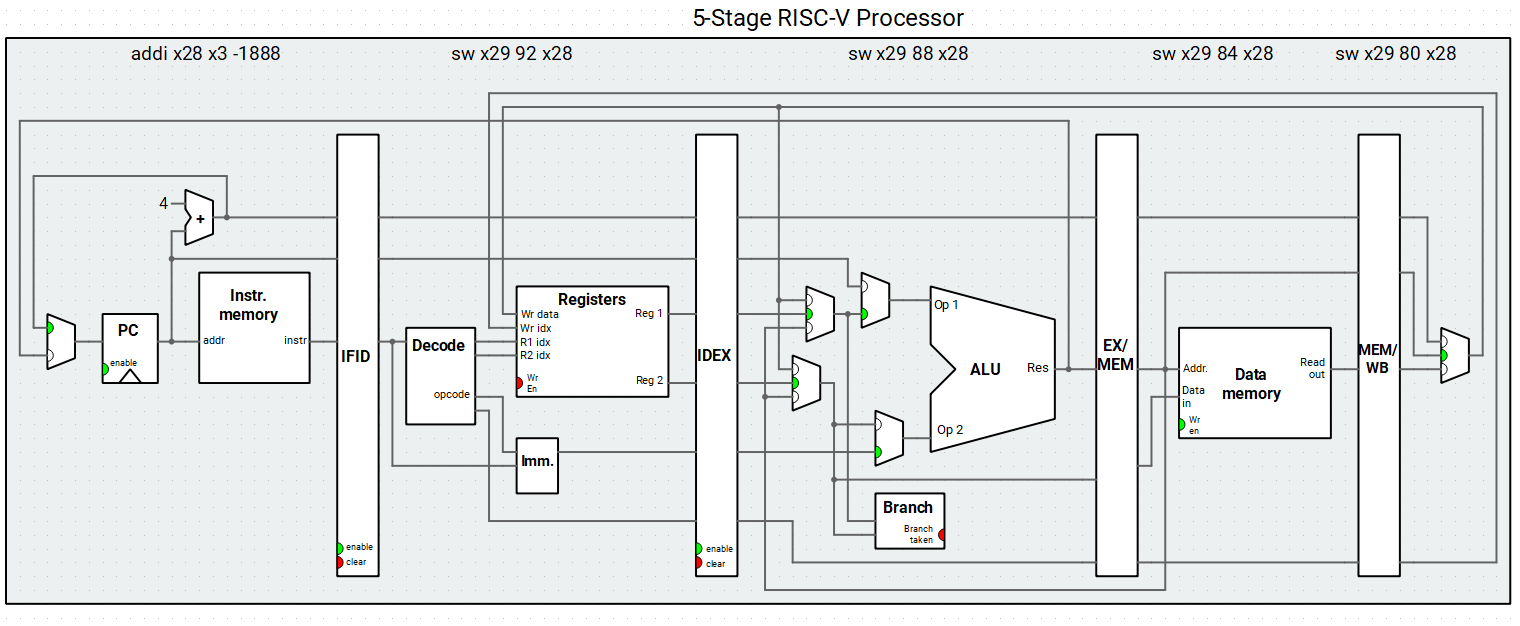 5-Stage RISC-V Processor
addi x28 x3 -1888
sw x29 92 x28
sw x29 88 x28
sw x29 84 x28
sw x29 80 x28
4
+
PC
enable
Instr.
memory
addr
instr
IFID
enable
clear
Decode
opcode
Registers
Wr data
Wr idx
R1 idx
R2 idx
Wr
En
Reg 1
Reg 2
Imm.
IDEX
enable
clear
Op 1
ALU
Res
Op 2
Branch
Branch
taken
EX/
MEM
Addr.
Data
in
Wr
en
Data
memory
Read
out
MEM/
WB